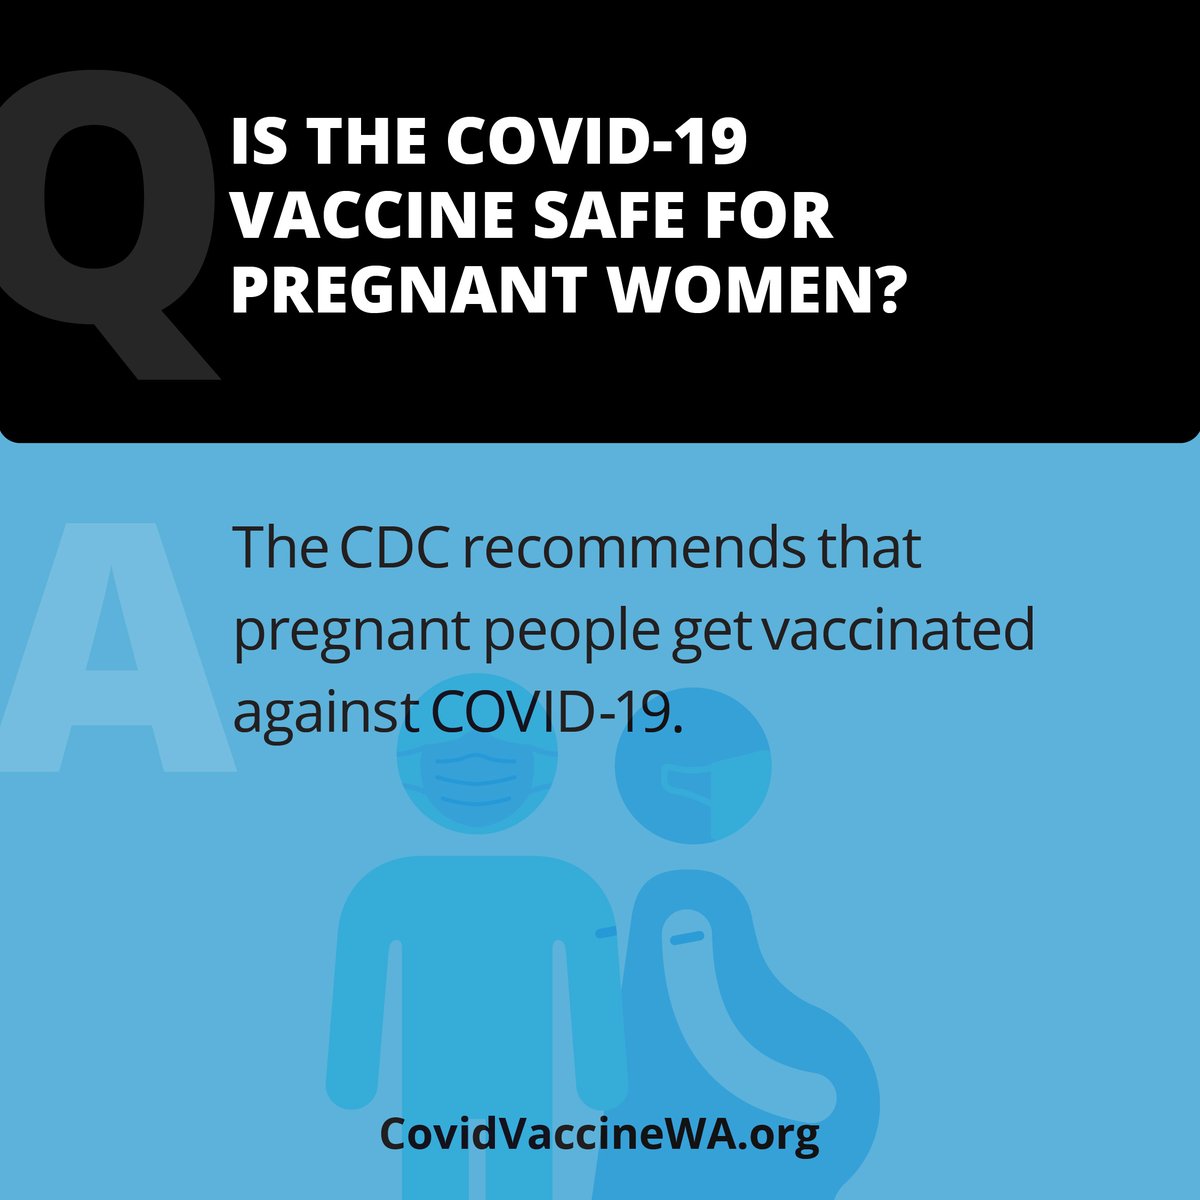 Q
IS THE COVID-19
VACCINE SAFE FOR
PREGNANT WOMEN?
A
The CDC recommends that
pregnant people get vaccinated
against COVID-19.
CovidVaccineWA.org